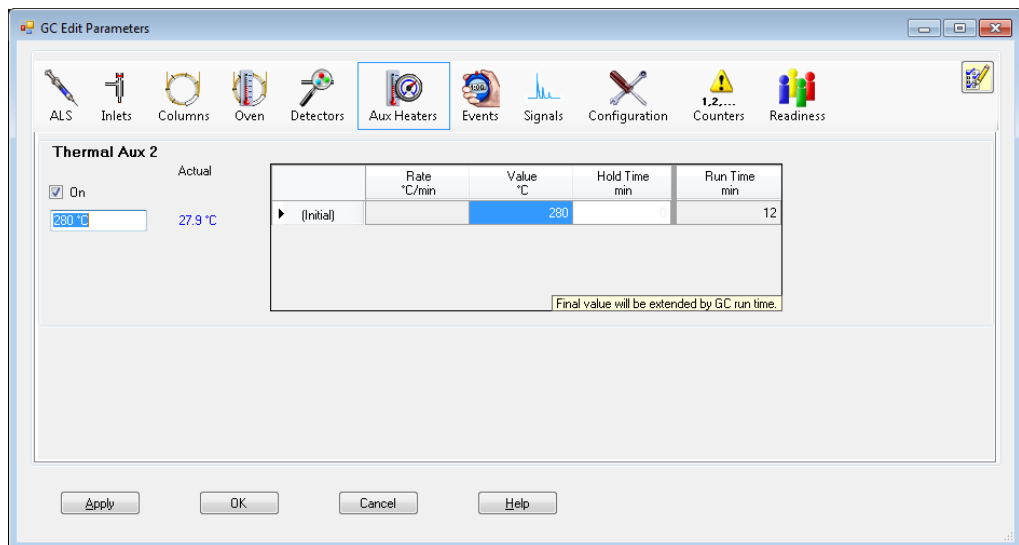 GC Edit Parameters
1,2,...
ALS Inlets Columns Oven Detectors Aux Heaters Events Signals Configuration Counters Readiness
Thermal Aux 2
Actual
On
280 °C
27.9 °C
Rate Value Hold Time Run Time
°C/min °C min min
(Initial) 280 0 12
Final value will be extended by GC run time.
Apply OK Cancel Help